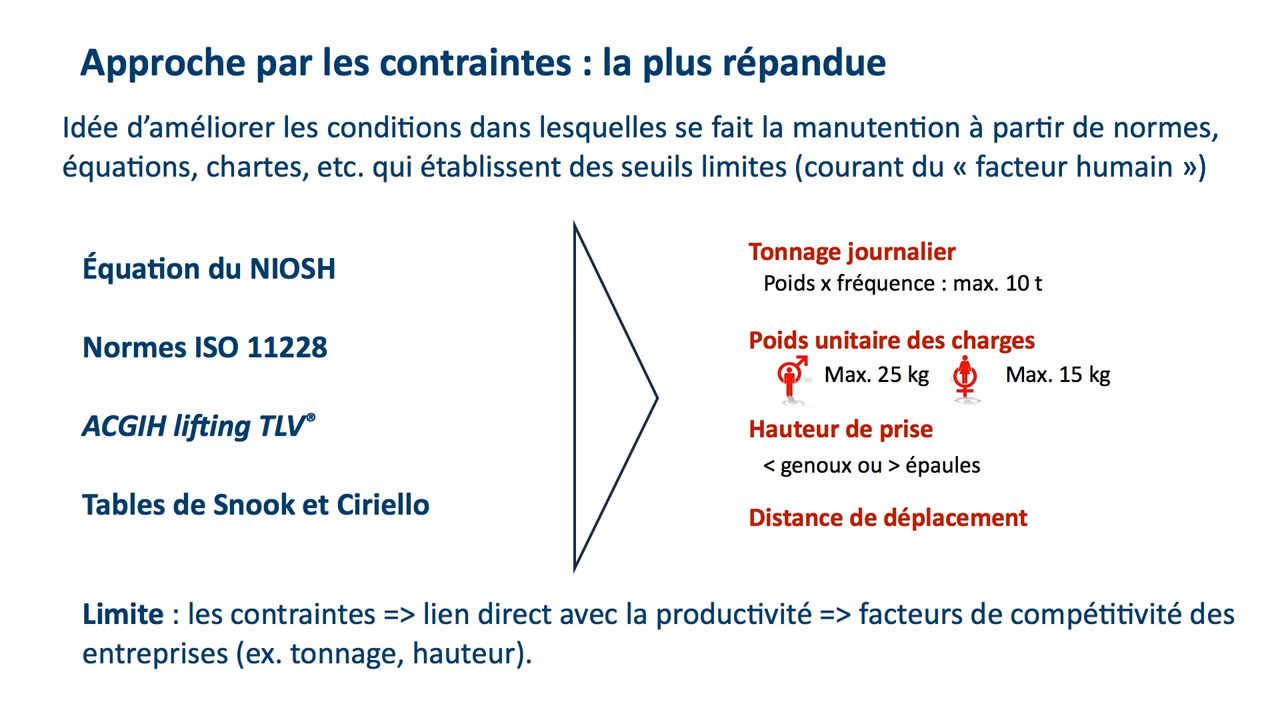 Approche par les contraintes : la plus répandue
Idée d’améliorer les conditions dans lesquelles se fait la manutention à partir de normes,
équations, chartes, etc. qui établissent des seuils limites (courant du « facteur humain »)
Équation du NIOSH
Normes ISO 11228
ACGIH lifting TLV®
Tables de Snook et Ciriello
Tonnage journalier
Poids x fréquence : max. 10 t
Poids unitaire des charges
Max. 25 kg
Max. 15 kg
Hauteur de prise
< genoux ou > épaules
Distance de déplacement
Limite : les contraintes => lien direct avec la productivité => facteurs de compétitivité des
entreprises (ex. tonnage, hauteur).